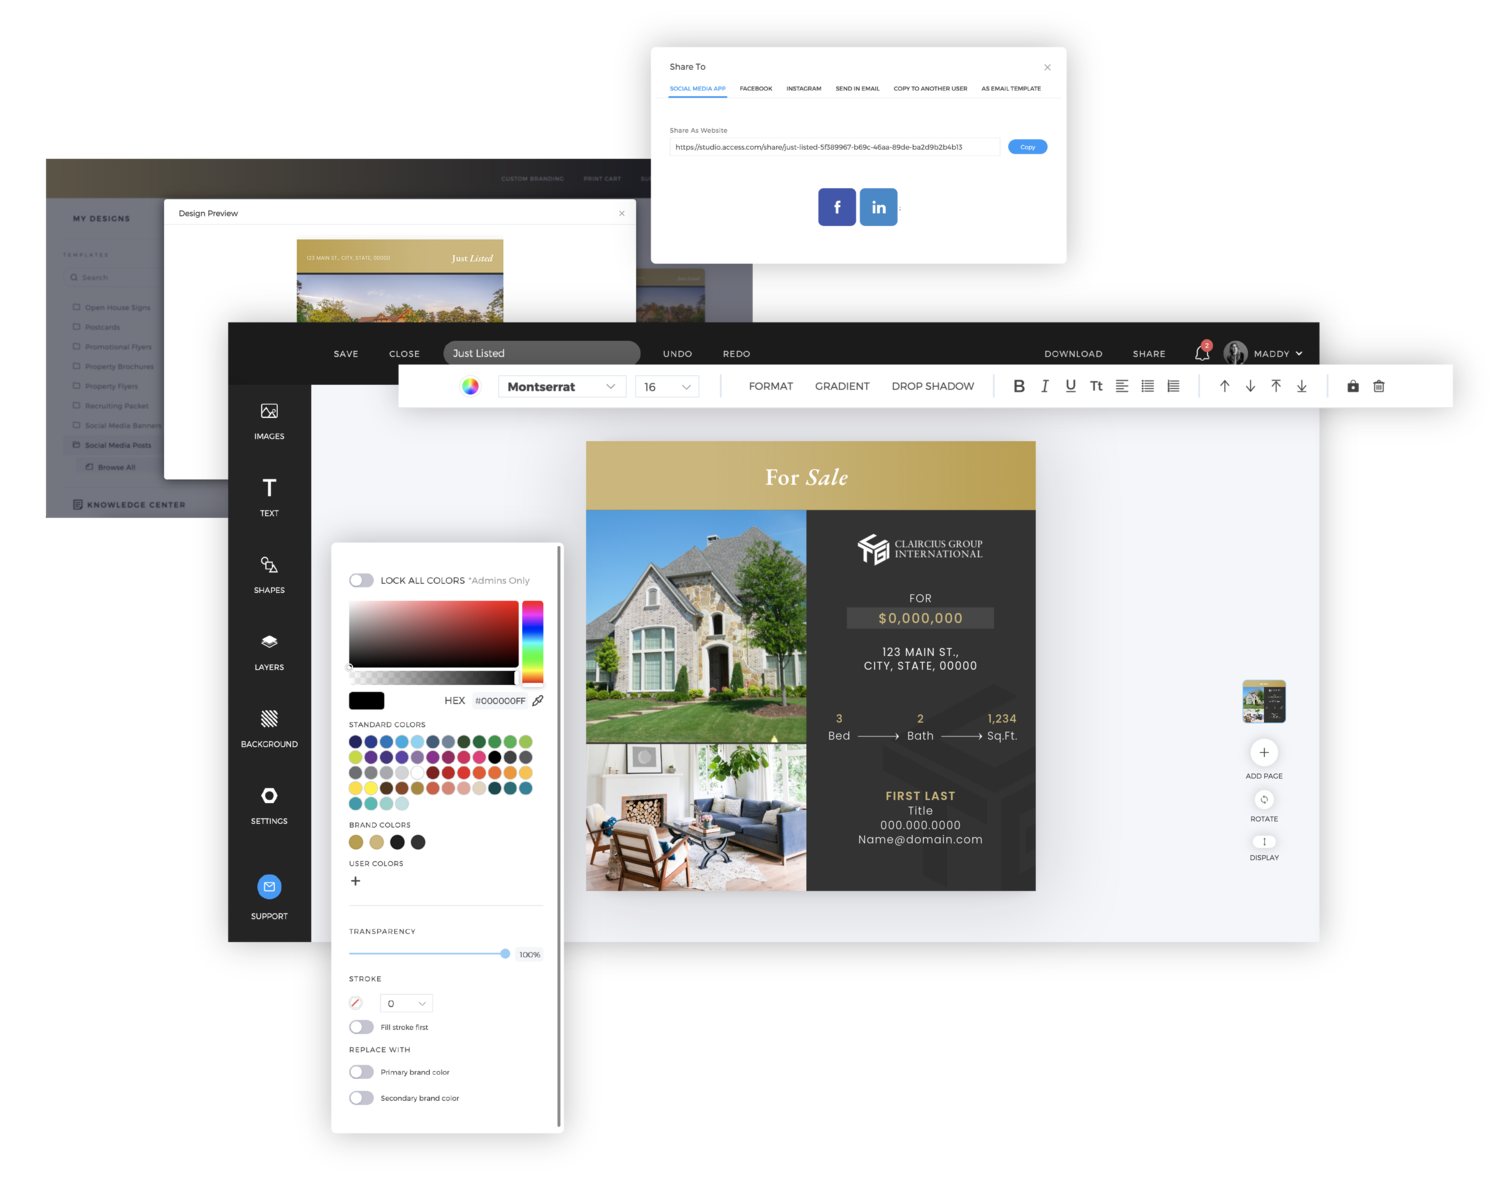 Share To
SOCIAL MEDIA APP FACEBOOK INSTAGRAM SEND IN EMAIL COPY TO ANOTHER USER AS EMAIL TEMPLATE
Share As Website
https://studio.access.com/share/just-listed-5f389967-b69c-46aa-89de-ba2d9b2b4b13
Copy
f in
CUSTOM BRANDING PRINT CART
MY DESIGNS
TEMPLATES
Search
Open House Signs
Postcards
Promotional Flyers
Property Brochures
Property Flyers
Recruiting Packet
Social Media Banners
Social Media Posts
Browse All
KNOWLEDGE CENTER
Design Preview
123 MAIN ST., CITY, STATE, 00000 Just Listed
Just Listed
SAVE CLOSE Just Listed UNDO REDO DOWNLOAD SHARE 2 MADDY
Montserrat 16 FORMAT GRADIENT DROP SHADOW B I U Tt
IMAGES
T
TEXT
SHAPES
LAYERS
BACKGROUND
SETTINGS
SUPPORT
LOCK ALL COLORS *Admins Only
HEX #000000FF
STANDARD COLORS
BRAND COLORS
USER COLORS
+
TRANSPARENCY
100%
STROKE
0
Fill stroke first
REPLACE WITH
Primary brand color
Secondary brand color
For Sale
CLAIRCIUS GROUP
INTERNATIONAL
FOR
$0,000,000
123 MAIN ST.,
CITY, STATE, 00000
3 2 1,234
Bed Bath Sq.Ft.
FIRST LAST
Title
000.000.0000
Name@domain.com
ADD PAGE
ROTATE
DISPLAY